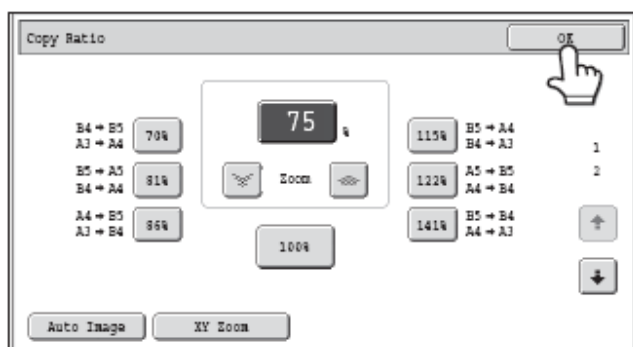 Copy Ratio
OK
B4 → B5
A3 → A4
70%
75
%
115%
B5 → A4
B4 → A3
1
B5 → A5
B4 → A4
81%
Zoom
122%
A5 → B5
A4 → B4
2
A4 → B5
A3 → B4
86%
100%
141%
B5 → B4
A4 → A3
Auto Image
XY Zoom